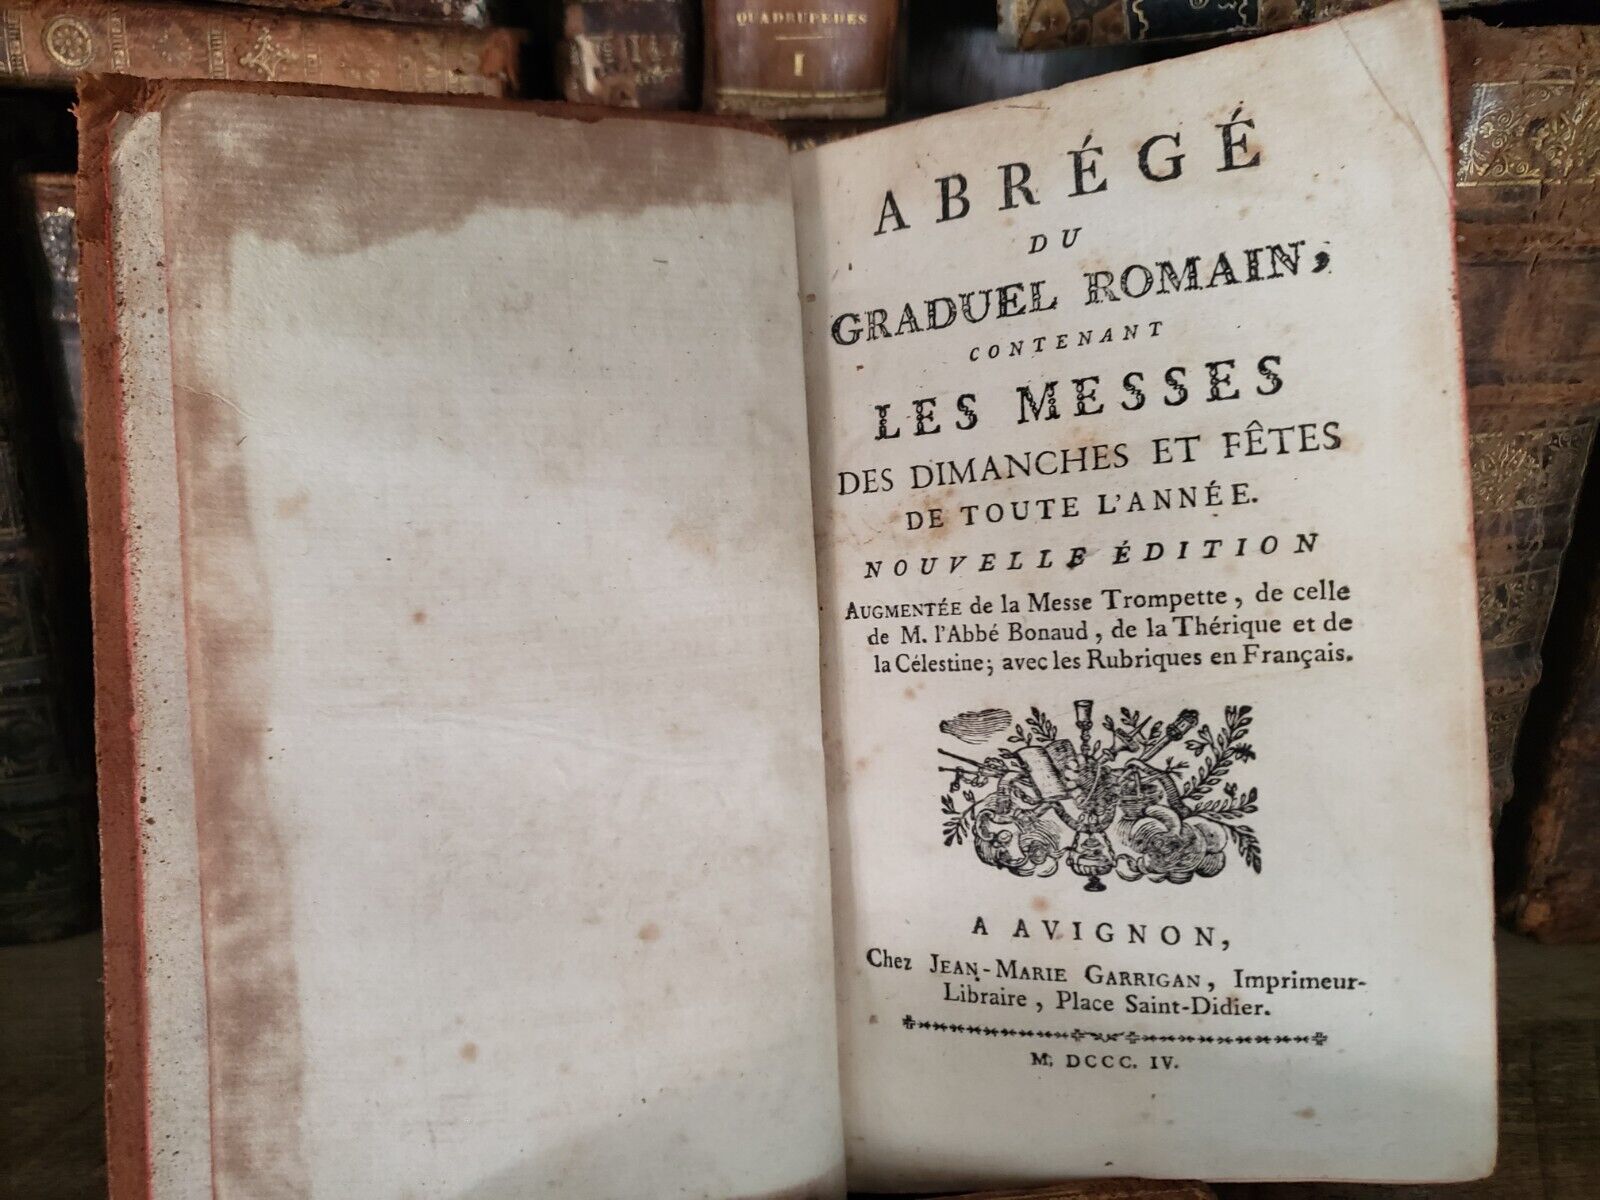 QUADRUPEDES
I
ABRÉGÉ
DU
GRADUEL ROMAIN,
CONTENANT
LES MESSES
DES DIMANCHES ET FÊTES
DE TOUTE L'ANNÉE.
NOUVELLE ÉDITION
AUGMENTÉE de la Messe Trompette, de celle
de M. l'Abbé Bonaud, de la Thérique et de
la Célestine; avec les Rubriques en Français.
A AVIGNON,
Chez JEAN-MARIE GARRIGAN, Imprimeur-
Libraire, Place Saint-Didier.
M. DCCC. IV.